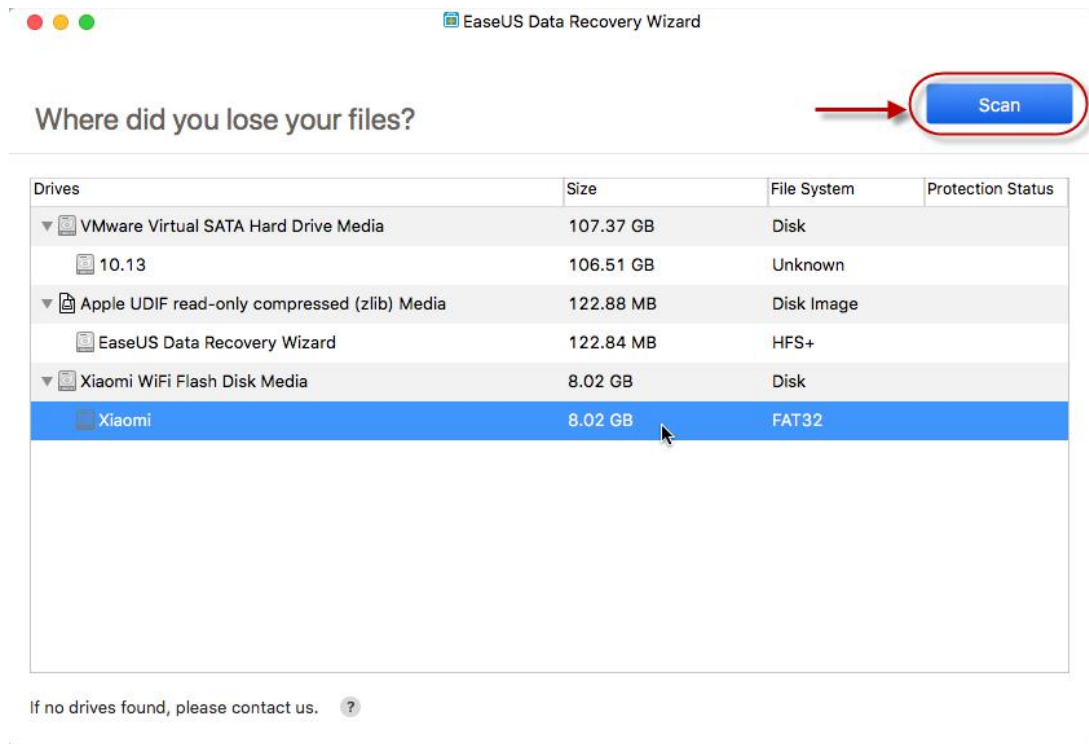 EaseUS Data Recovery Wizard
Where did you lose your files?
Scan
Drives Size File System Protection Status
VMware Virtual SATA Hard Drive Media 107.37 GB Disk
10.13 106.51 GB Unknown
Apple UDIF read-only compressed (zlib) Media 122.88 MB Disk Image
EaseUS Data Recovery Wizard 122.84 MB HFS+
Xiaomi WiFi Flash Disk Media 8.02 GB Disk
Xiaomi 8.02 GB FAT32
If no drives found, please contact us. ?